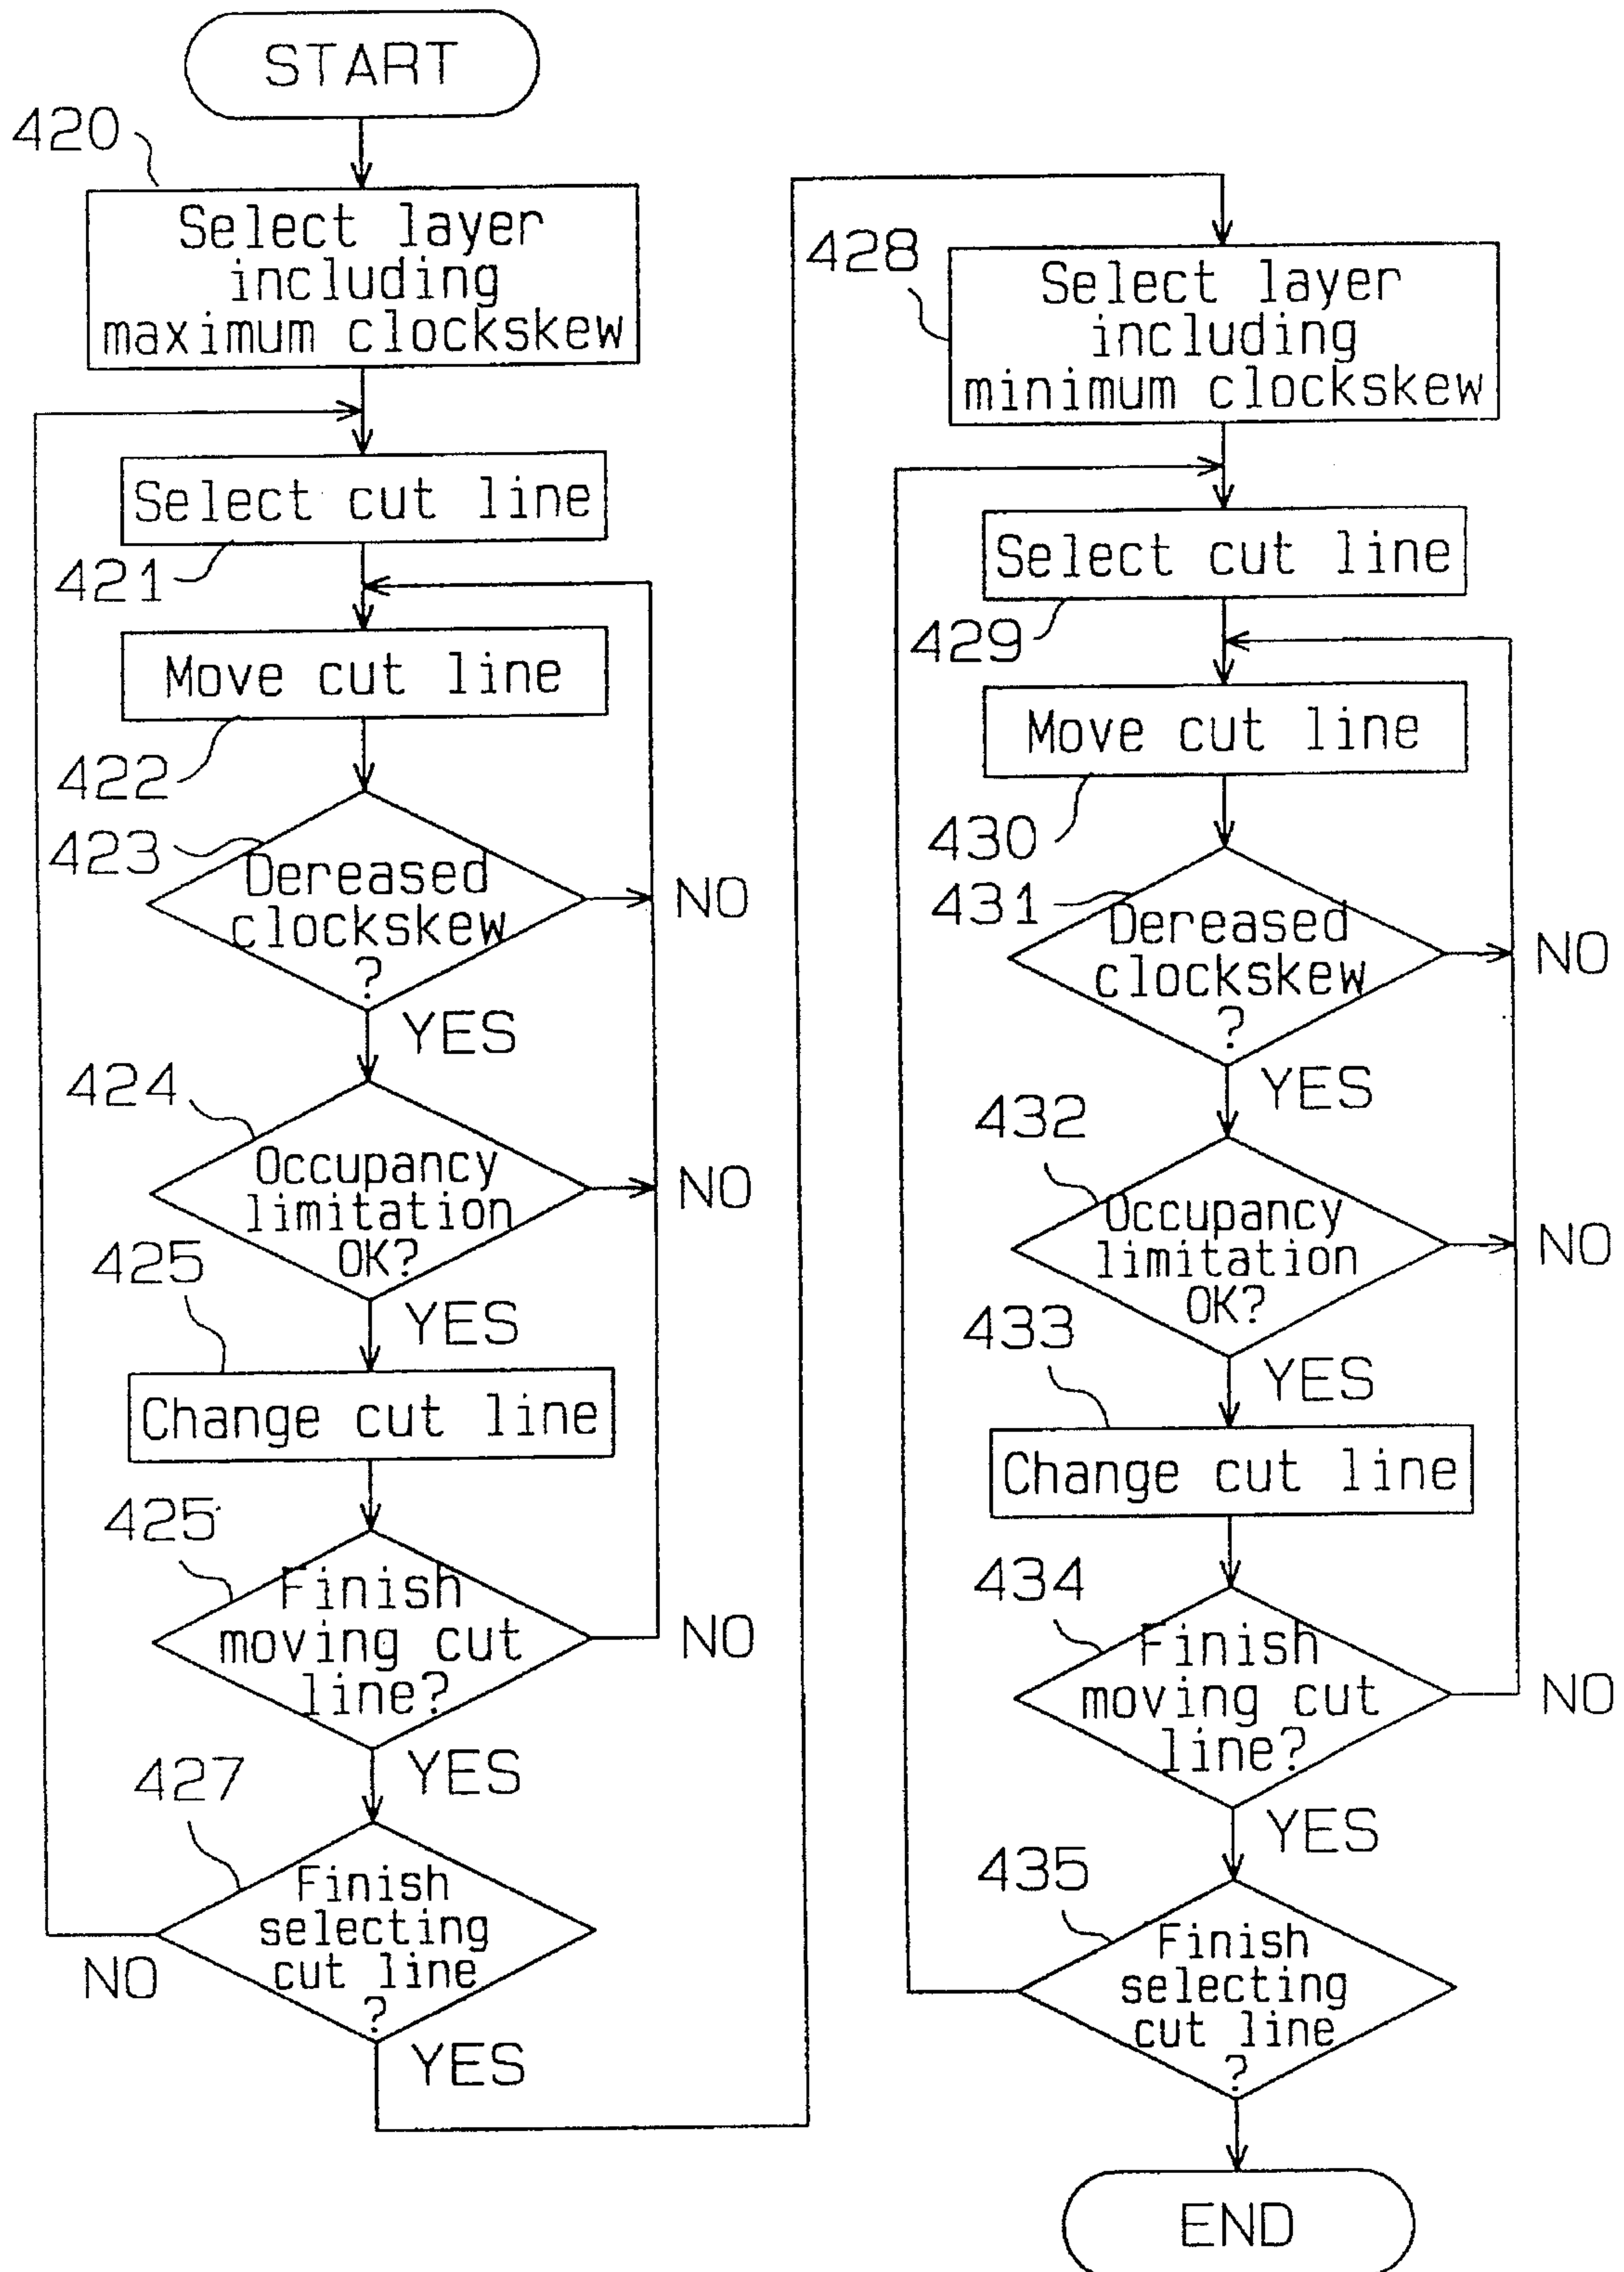 START
420
Select layer
including
maximum clockskew
Select cut line
421
Move cut line
422
423
Dereased
clockskew
?
NO
YES
424
Occupancy
limitation
OK?
NO
YES
425
Change cut line
425
Finish
moving cut
line?
NO
YES
427
Finish
selecting
cut line
?
NO
YES
428
Select layer
including
minimum clockskew
Select cut line
429
Move cut line
430
431
Dereased
clockskew
?
NO
YES
432
Occupancy
limitation
OK?
NO
YES
433
Change cut line
434
Finish
moving cut
line?
NO
YES
435
Finish
selecting
cut line
?
END